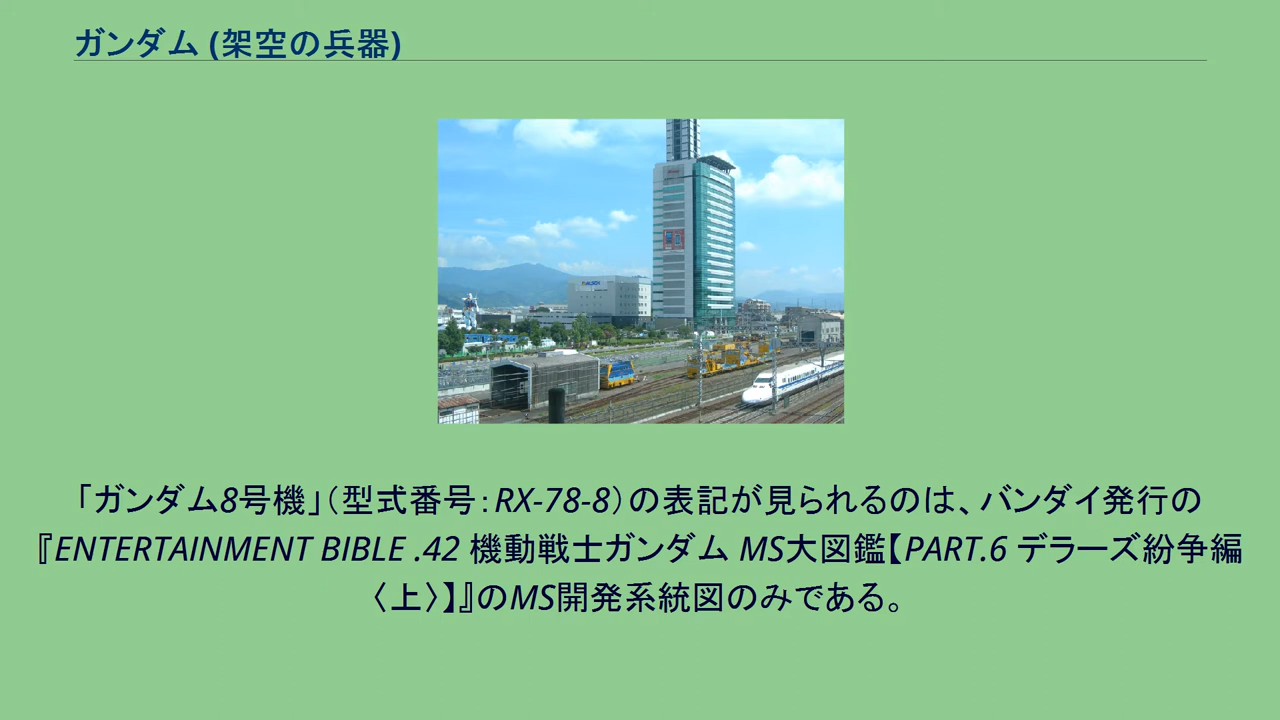 ガンダム (架空の兵器)
「ガンダム8号機」（型式番号：RX-78-8）の表記が見られるのは、バンダイ発行の
『ENTERTAINMENT BIBLE .42 機動戦士ガンダム MS大図鑑【PART.6 デラーズ紛争編
〈上〉】』のMS開発系統図のみである。